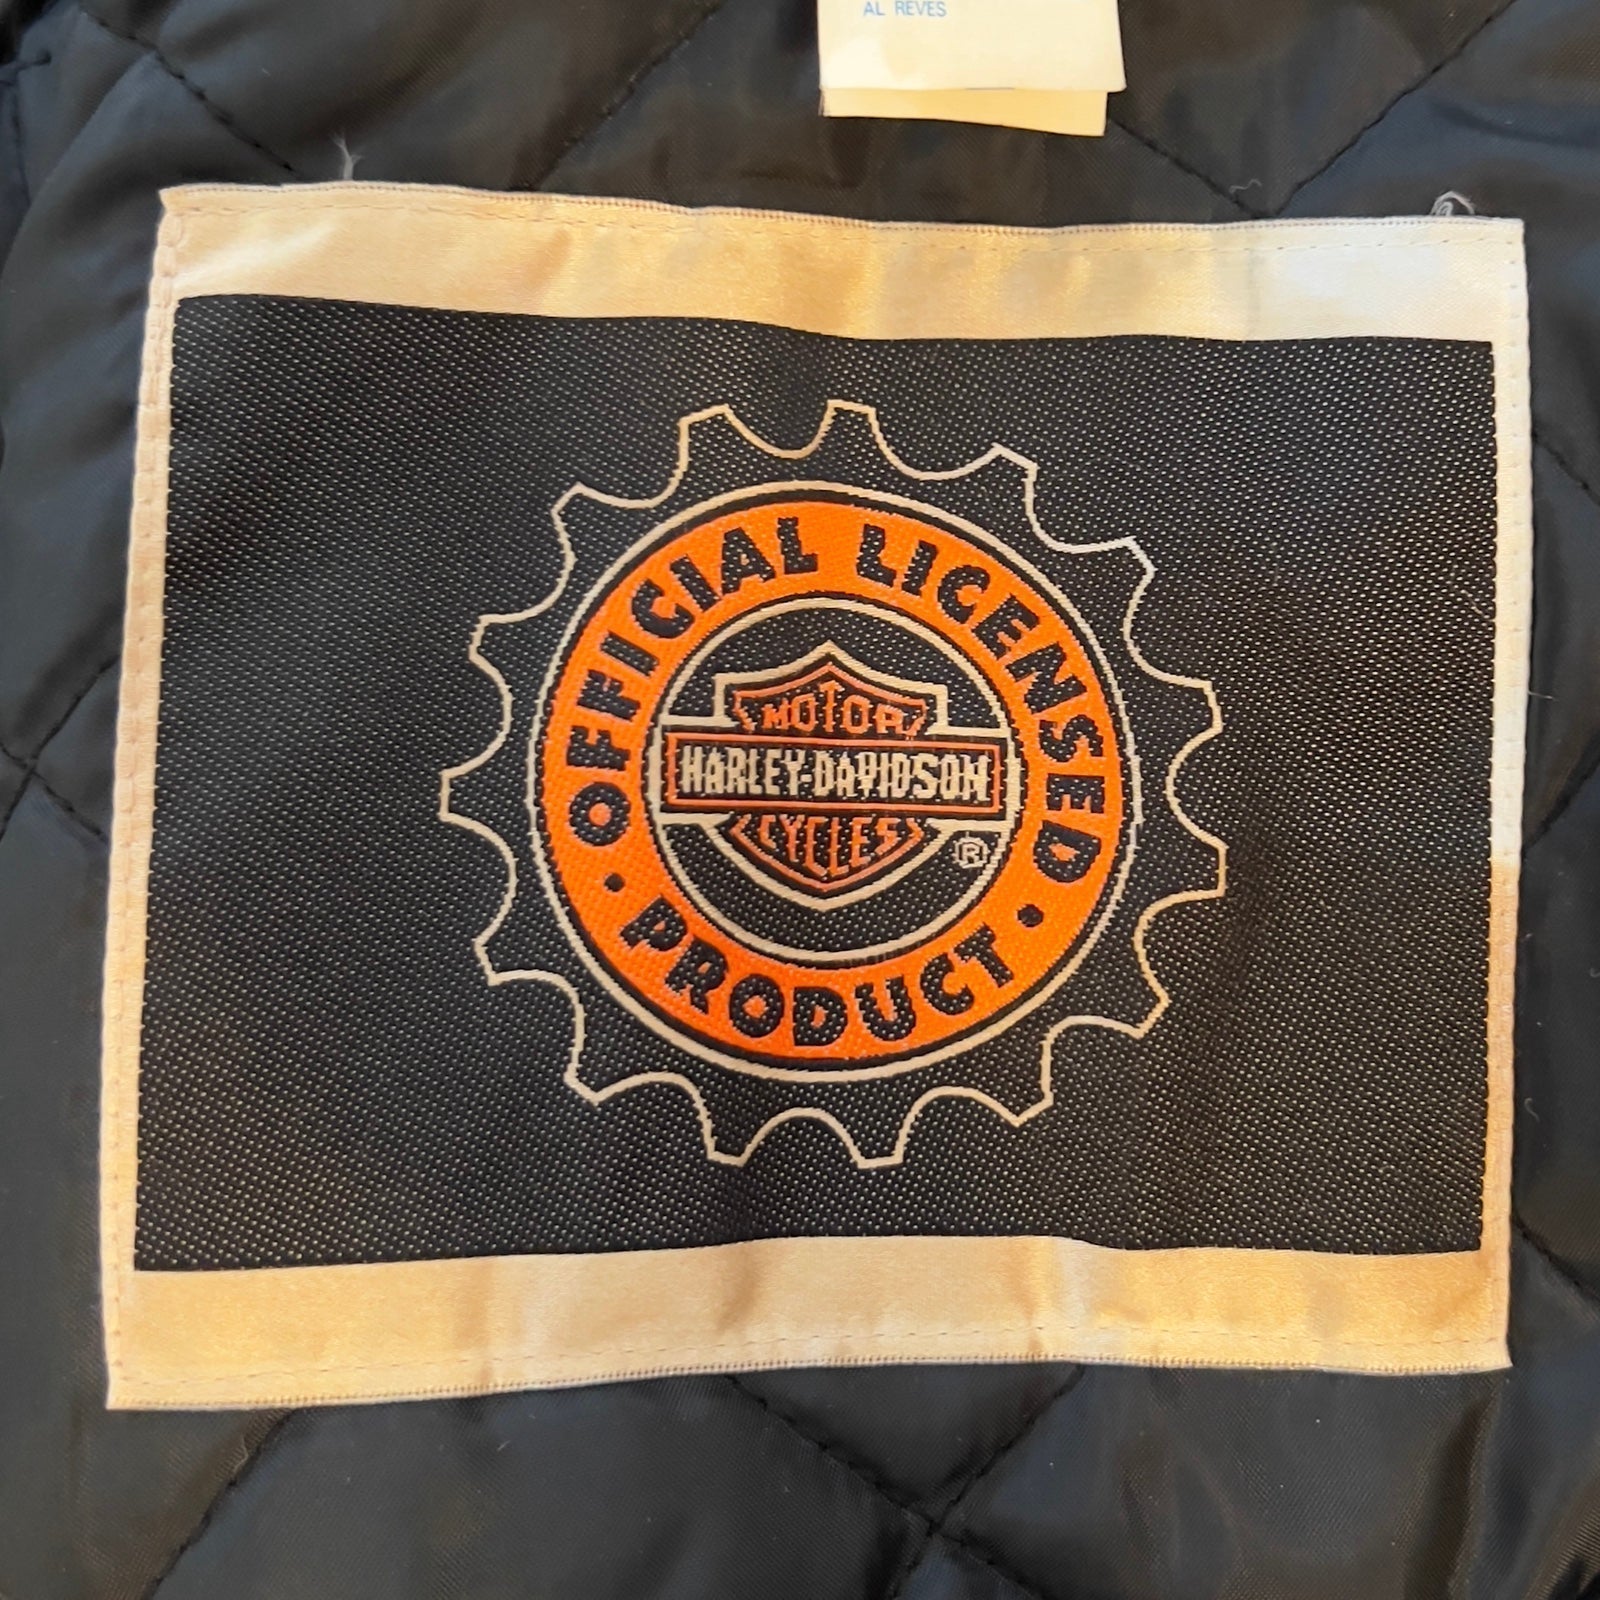 AL REVES
OFFICIAL LICENSED
MOTOR
HARLEY-DAVIDSON
CYCLES
®
• PRODUCT •